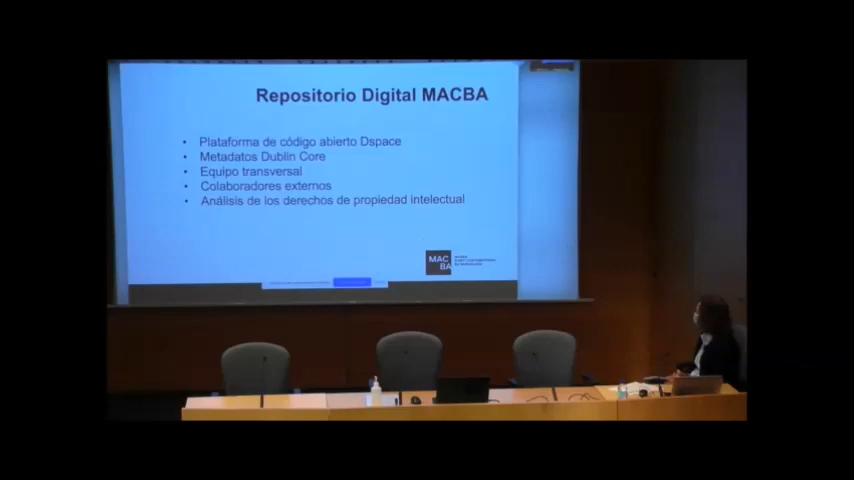 Repositorio Digital MACBA
• Plataforma de código abierto Dspace
• Metadatos Dublin Core
• Equipo transversal
• Colaboradores externos
• Análisis de los derechos de propiedad intelectual
MAC
BA